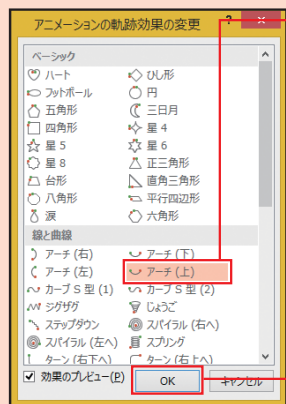 アニメーションの軌跡効果の変更 ?
ベーシック
ハート ひし形
フットボール 円
五角形 三日月
四角形 星 4
星 5 星 6
星 8 正三角形
台形 直角三角形
八角形 平行四辺形
涙 六角形
線と曲線
アーチ (右) アーチ (下)
アーチ (左) アーチ (上)
カーブ S 型 (1) カーブ S 型 (2)
ジグザグ じょうご
ステップダウン スパイラル (右へ)
スパイラル (左へ) スプリング
ターン (右下へ) ターン (右上へ)
効果のプレビュー(P) OK キャンセル